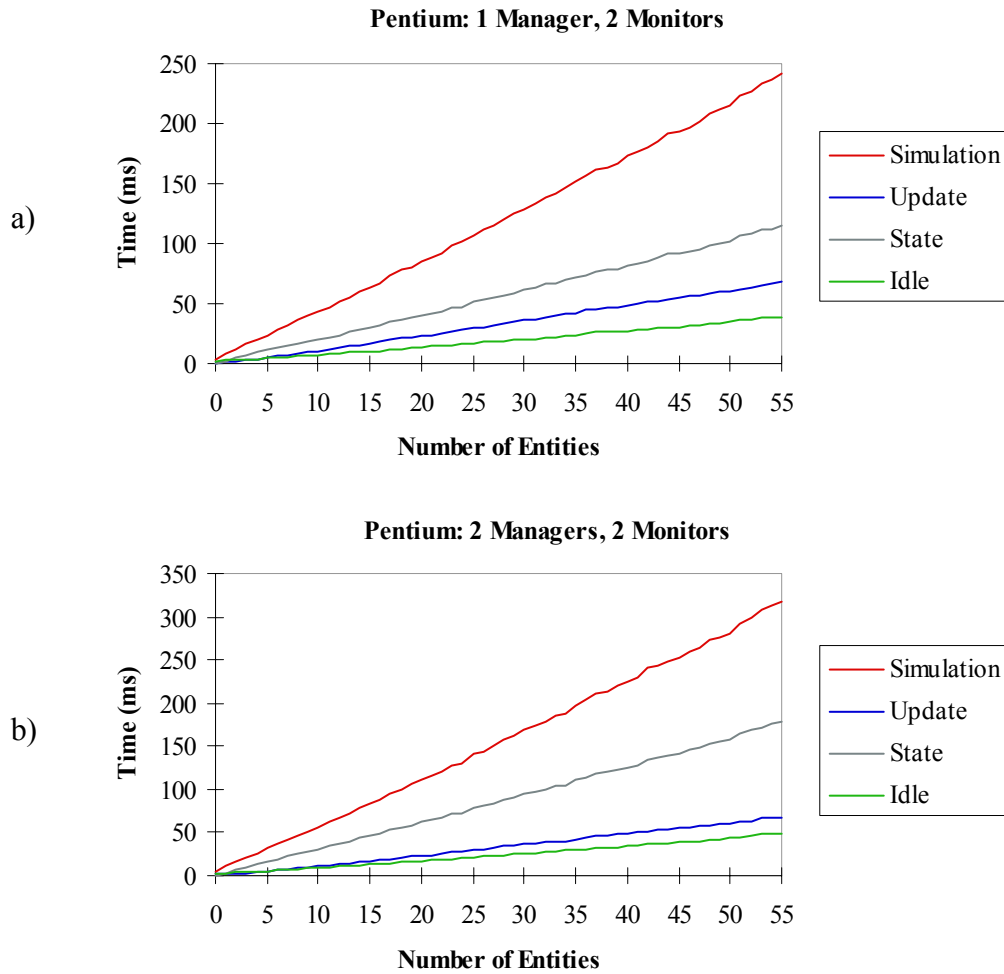 Pentium: 1 Manager, 2 Monitors
a)
Time (ms)
250
200
150
100
50
0
0 5 10 15 20 25 30 35 40 45 50 55
Number of Entities
Simulation
Update
State
Idle
Pentium: 2 Managers, 2 Monitors
b)
Time (ms)
350
300
250
200
150
100
50
0
0 5 10 15 20 25 30 35 40 45 50 55
Number of Entities
Simulation
Update
State
Idle